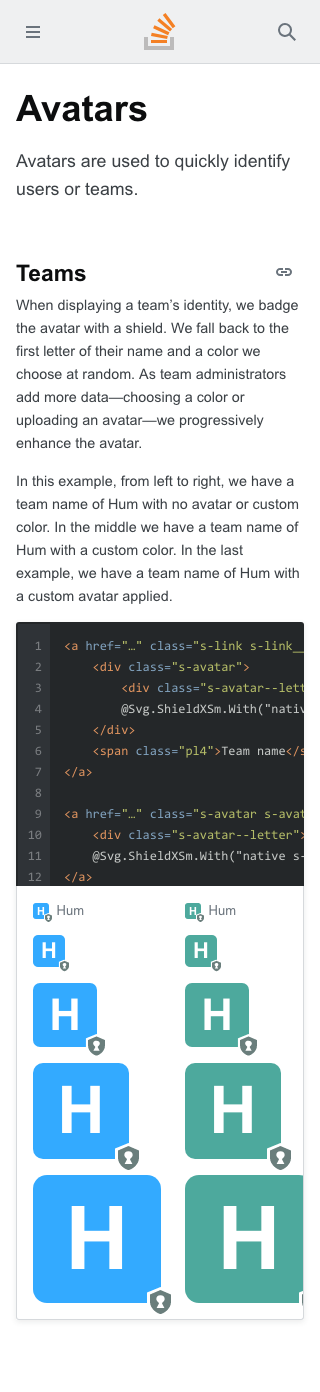 Avatars
Avatars are used to quickly identify
users or teams.
Teams
When displaying a team’s identity, we badge
the avatar with a shield. We fall back to the
first letter of their name and a color we
choose at random. As team administrators
add more data—choosing a color or
uploading an avatar—we progressively
enhance the avatar.
In this example, from left to right, we have a
team name of Hum with no avatar or custom
color. In the middle we have a team name of
Hum with a custom color. In the last
example, we have a team name of Hum with
a custom avatar applied.
1 <a href="…" class="s-link s-link__
2 <div class="s-avatar">
3 <div class="s-avatar--lett
4 @Svg.ShieldXSm.With("nativ
5 </div>
6 <span class="pl4">Team name</s
7 </a>
8
9 <a href="…" class="s-avatar s-avat
10 <div class="s-avatar--letter">
11 @Svg.ShieldXSm.With("native s-
12 </a>
H Hum H Hum
H H
H H
H H
H H